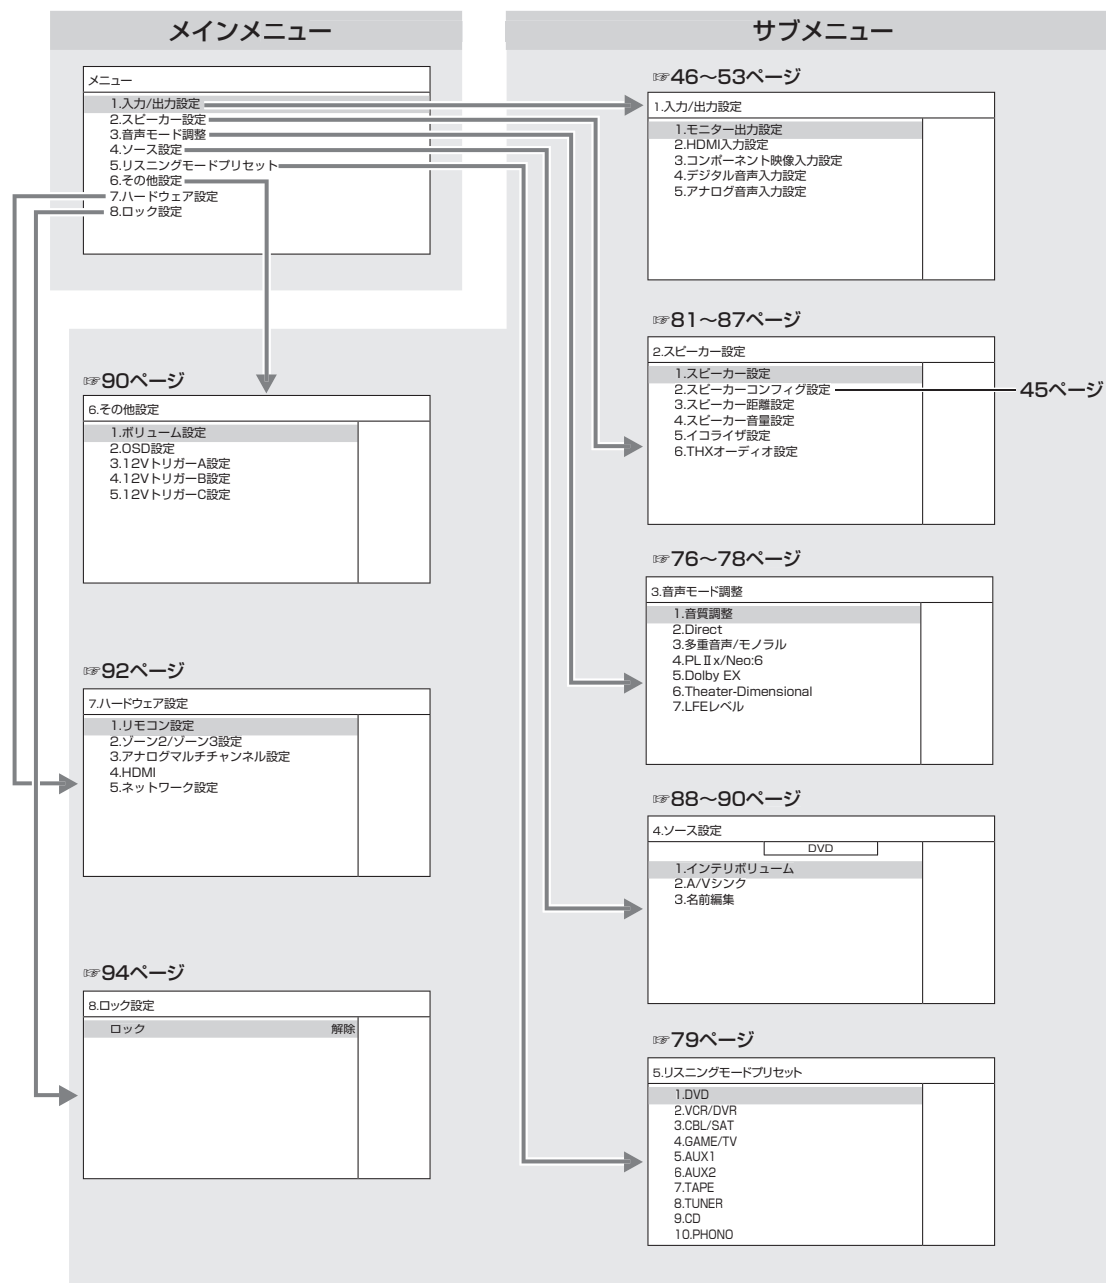 メインメニュー
メニュー
1.入力/出力設定
2.スピーカー設定
3.音声モード調整
4.ソース設定
5.リスニングモードプリセット
6.その他設定
7.ハードウェア設定
8.ロック設定
☞90ページ
6.その他設定
1.ボリューム設定
2.OSD設定
3.12VトリガーA設定
4.12VトリガーB設定
5.12VトリガーC設定
☞92ページ
7.ハードウェア設定
1.リモコン設定
2.ゾーン2/ゾーン3設定
3.アナログマルチチャンネル設定
4.HDMI
5.ネットワーク設定
☞94ページ
8.ロック設定
ロック 解除
サブメニュー
☞46～53ページ
1.入力/出力設定
1.モニター出力設定
2.HDMI入力設定
3.コンポーネント映像入力設定
4.デジタル音声入力設定
5.アナログ音声入力設定
☞81～87ページ
2.スピーカー設定
1.スピーカー設定
2.スピーカーコンフィグ設定 45ページ
3.スピーカー距離設定
4.スピーカー音量設定
5.イコライザ設定
6.THXオーディオ設定
☞76～78ページ
3.音声モード調整
1.音質調整
2.Direct
3.多重音声/モノラル
4.PLⅡx/Neo:6
5.Dolby EX
6.Theater-Dimensional
7.LFEレベル
☞88～90ページ
4.ソース設定
DVD
1.インテリボリューム
2.A/Vシンク
3.名前編集
☞79ページ
5.リスニングモードプリセット
1.DVD
2.VCR/DVR
3.CBL/SAT
4.GAME/TV
5.AUX1
6.AUX2
7.TAPE
8.TUNER
9.CD
10.PHONO